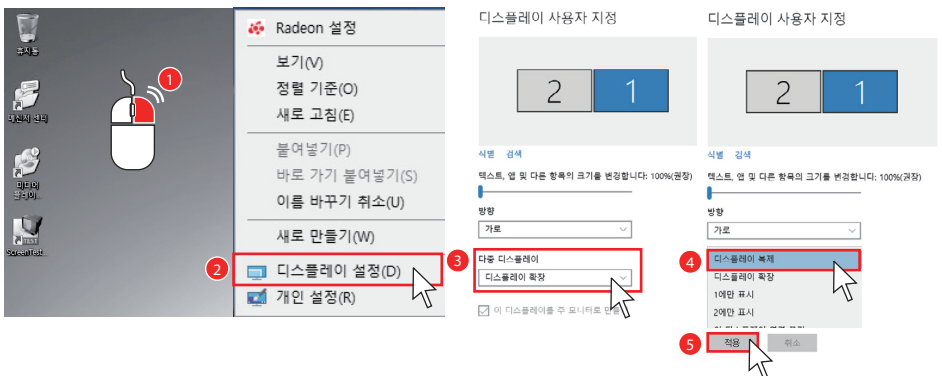 휴지통
메신저 센터
미디어
플레이..
ScreenTest..
1
Radeon 설정
보기(V)
정렬 기준(O)
새로 고침(E)
붙여넣기(P)
바로 가기 붙여넣기(S)
이름 바꾸기 취소(U)
새로 만들기(W)
2
디스플레이 설정(D)
개인 설정(R)
디스플레이 사용자 지정
2
1
식별 검색
텍스트, 앱 및 다른 항목의 크기를 변경합니다: 100%(권장)
방향
가로
3
다중 디스플레이
디스플레이 확장
이 디스플레이를 주 모니터로
디스플레이 사용자 지정
2
1
식별 검색
텍스트, 앱 및 다른 항목의 크기를 변경합니다: 100%(권장)
방향
가로
4
디스플레이 복제
디스플레이 확장
1에만 표시
2에만 표시
5
적용
취소